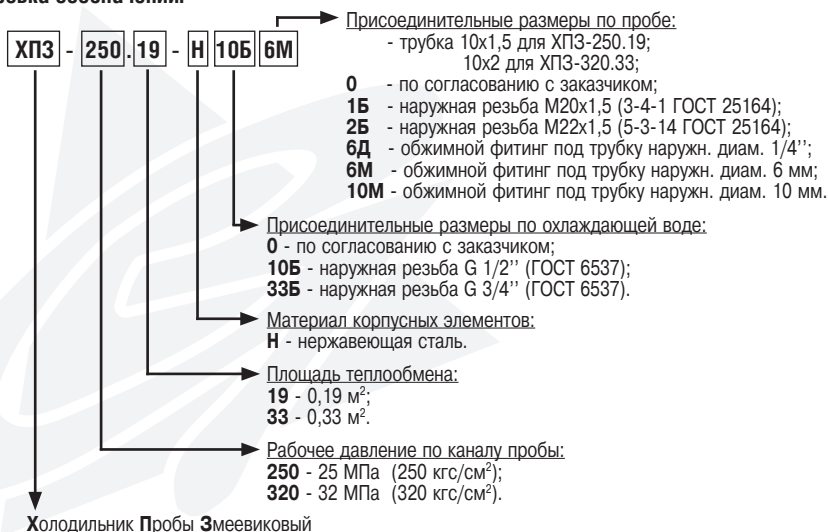 ХПЗ - 250.19 - Н 10Б 6М
Присоединительные размеры по пробе:
- трубка 10х1,5 для ХПЗ-250.19;
10х2 для ХПЗ-320.33;
0 - по согласованию с заказчиком;
1Б - наружная резьба М20х1,5 (3-4-1 ГОСТ 25164);
2Б - наружная резьба М22х1,5 (5-3-14 ГОСТ 25164);
6Д - обжимной фитинг под трубку наружн. диам. 1/4'';
6М - обжимной фитинг под трубку наружн. диам. 6 мм;
10М - обжимной фитинг под трубку наружн. диам. 10 мм.
Присоединительные размеры по охлаждающей воде:
0 - по согласованию с заказчиком;
10Б - наружная резьба G 1/2'' (ГОСТ 6537);
33Б - наружная резьба G 3/4'' (ГОСТ 6537).
Материал корпусных элементов:
Н - нержавеющая сталь.
Площадь теплообмена:
19 - 0,19 м²;
33 - 0,33 м².
Рабочее давление по каналу пробы:
250 - 25 МПа (250 кгс/см²);
320 - 32 МПа (320 кгс/см²).
Холодильник Пробы Змеевиковый